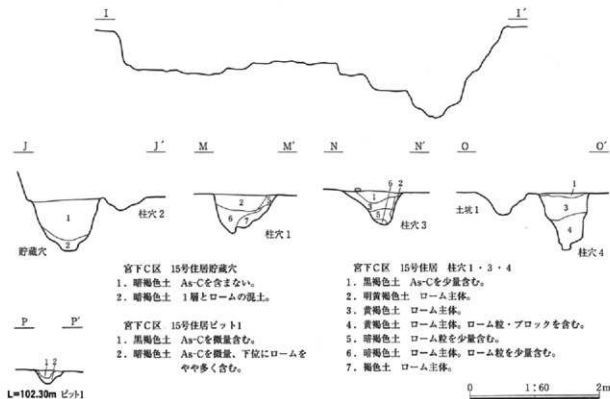 I I′
J J′ M M′ N N′ O O′
1 2 貯蔵穴 柱穴 2
2 6 7 柱穴 1
6 2 1 3 5 柱穴 3
土坑 1 1 3 4 柱穴 4
宮下C区 15号住居貯蔵穴
1. 暗褐色土 As-Cを含まない。
2. 暗褐色土 1層とロームの混土。
宮下C区 15号住居ピット1
1. 黒褐色土 As-Cを微量含む。
2. 暗褐色土 As-Cを微量、下位にロームを
やや多く含む。
宮下C区 15号住居 柱穴1・3・4
1. 黒褐色土 As-Cを少量含む。
2. 明黄褐色土 ローム主体。
3. 黄褐色土 ローム主体。
4. 黄褐色土 ローム主体。ローム粒・ブロックを含む。
5. 暗褐色土 ローム粒を少量含む。
6. 暗褐色土 ローム主体。ローム粒を少量含む。
7. 褐色土 ローム主体。
P P′
1 2
L=102.30m ピット1
0 1:60 2m